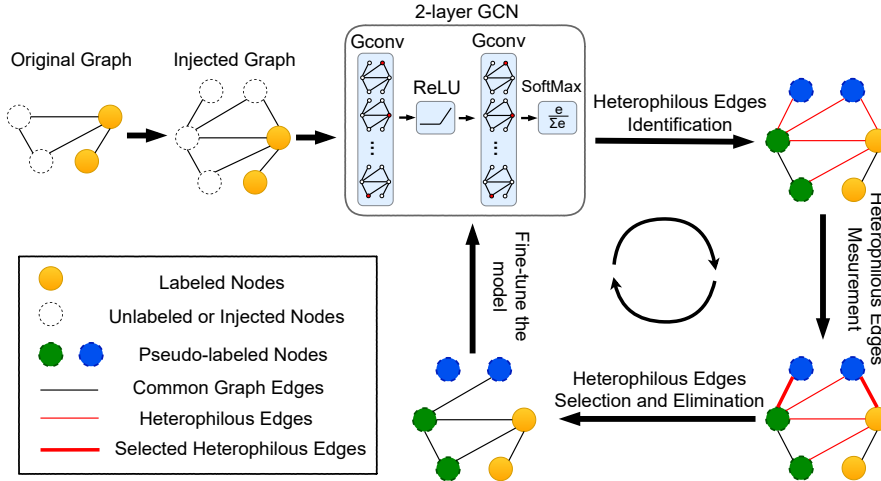 2-layer GCN
Original Graph
Injected Graph
Gconv
Gconv
ReLU
SoftMax
e
Σe
...
...
Heterophilous Edges
Identification
Heterophilous Edges
Mesurement
Heterophilous Edges
Selection and Elimination
Fine-tune the
model
Labeled Nodes
Unlabeled or Injected Nodes
Pseudo-labeled Nodes
Common Graph Edges
Heterophilous Edges
Selected Heterophilous Edges